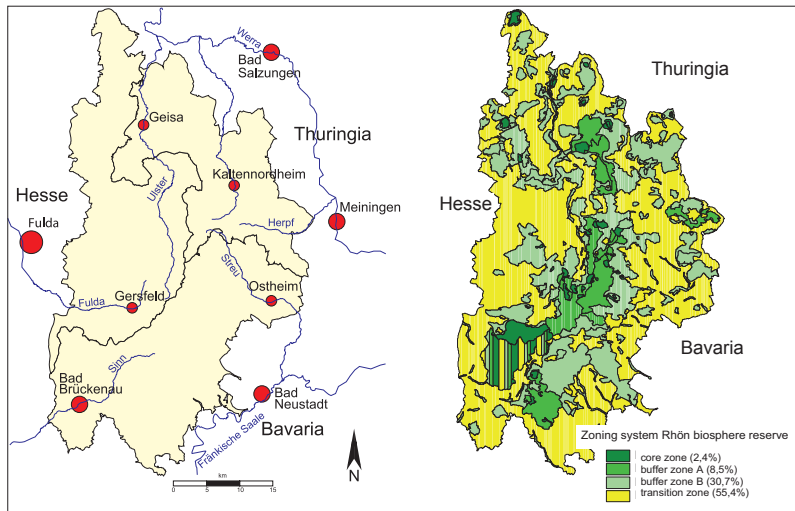 Werra
Bad
Salzungen
Geisa
Thuringia
Ulster
Kaltennordheim
Hesse
Fulda
Herpf
Meiningen
Streu
Ostheim
Fulda
Gersfeld
Sinn
Bad
Brückenau
Bad
Neustadt
Fränkische Saale
Bavaria
N
km
0 5 10 15
Thuringia
Hesse
Bavaria
Zoning system Rhön biosphere reserve
core zone (2,4%)
buffer zone A (8,5%)
buffer zone B (30,7%)
transition zone (55,4%)